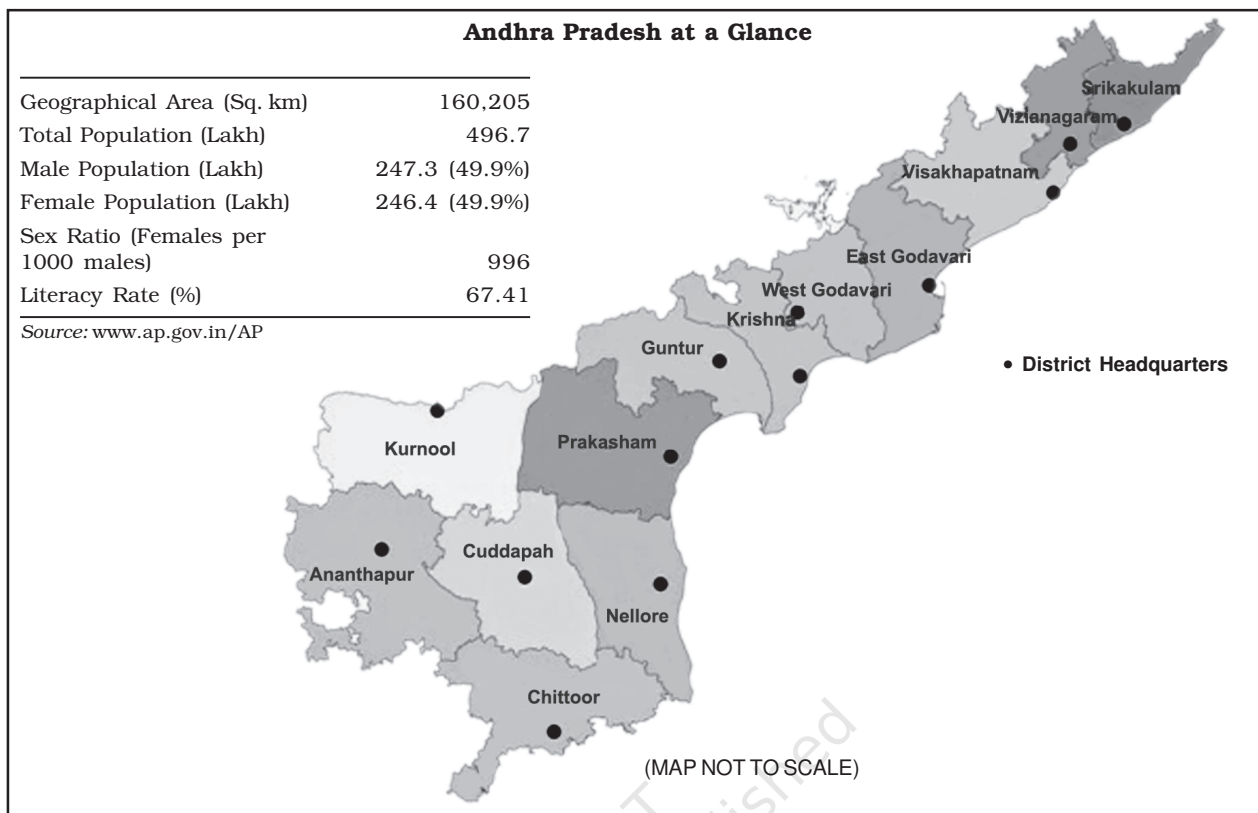 Andhra Pradesh at a Glance
Geographical Area (Sq. km) 160,205
Total Population (Lakh) 496.7
Male Population (Lakh) 247.3 (49.9%)
Female Population (Lakh) 246.4 (49.9%)
Sex Ratio (Females per
1000 males) 996
Literacy Rate (%) 67.41
Source: www.ap.gov.in/AP
Srikakulam
Vizianagaram
Visakhapatnam
East Godavari
West Godavari
Krishna
Guntur
• District Headquarters
Prakasham
Kurnool
Cuddapah
Ananthapur
Nellore
Chittoor
(MAP NOT TO SCALE)